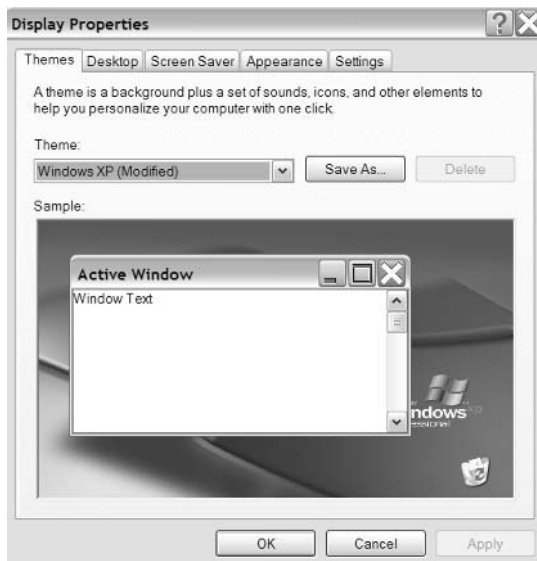 Display Properties
Themes Desktop Screen Saver Appearance Settings
A theme is a background plus a set of sounds, icons, and other elements to
help you personalize your computer with one click.
Theme:
Windows XP (Modified)
Save As...
Delete
Sample:
Active Window
Window Text
ndows xp
essional
OK
Cancel
Apply